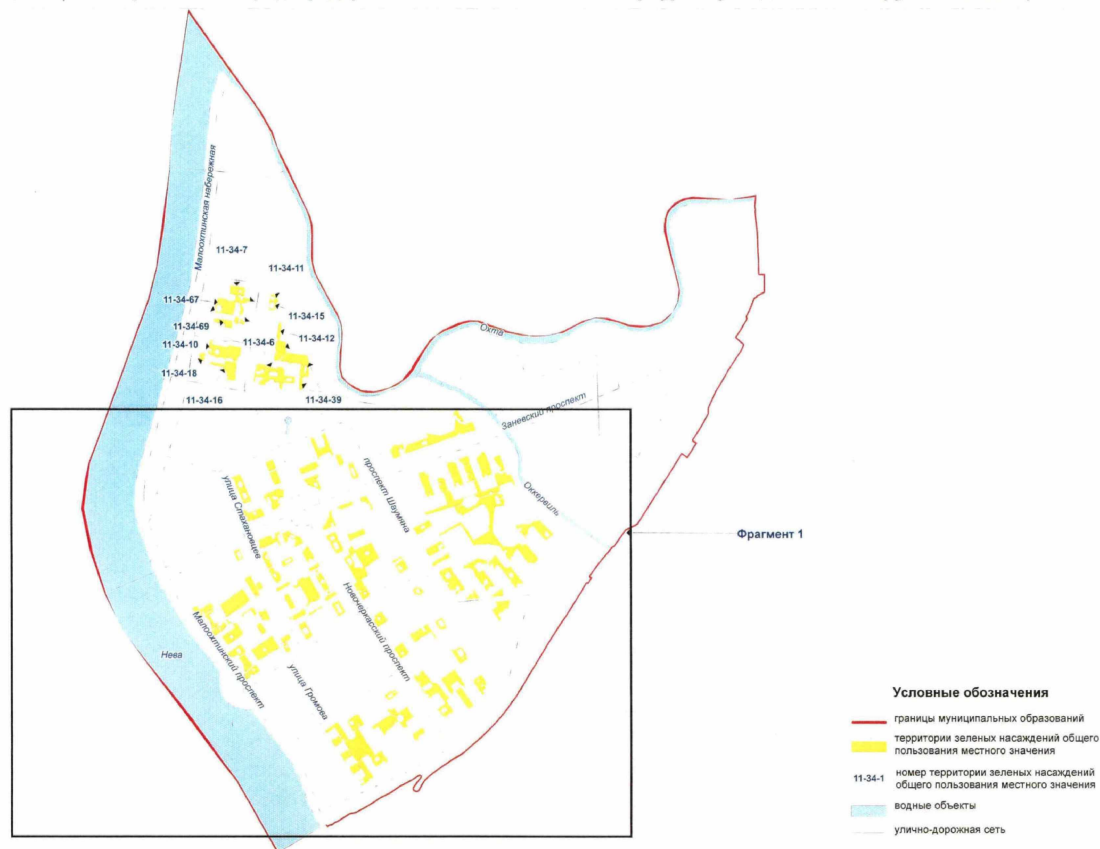 Малоохтинская набережная
11-34-7
11-34-11
11-34-67
11-34-15
11-34-69
11-34-6
11-34-12
11-34-10
11-34-18
11-34-16
11-34-39
Охта
Заневский проспект
проспект Шаумяна
улица Стахановцев
Оккервиль
Фрагмент 1
Новочеркасский проспект
Малоохтинский проспект
Нева
улица Громова
Условные обозначения
границы муниципальных образований
территории зеленых насаждений общего
пользования местного значения
11-34-1
номер территории зеленых насаждений
общего пользования местного значения
водные объекты
улично-дорожная сеть